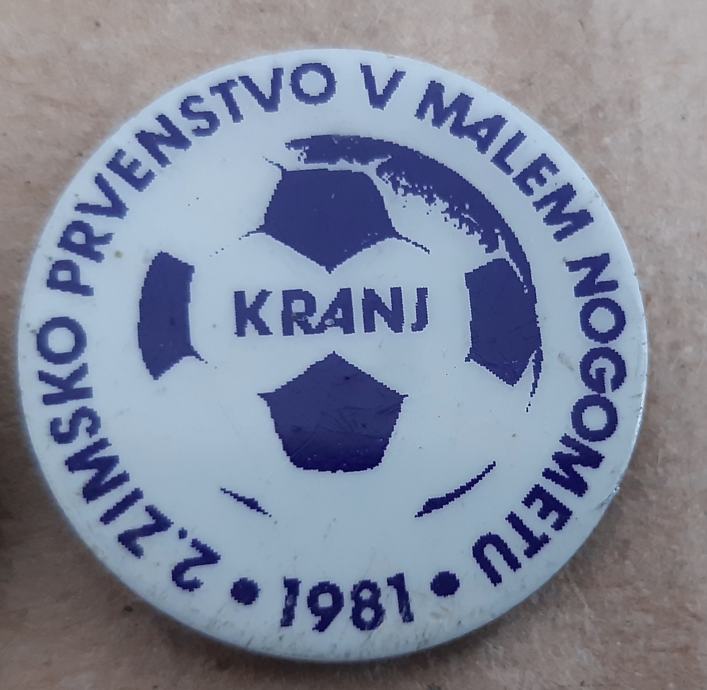 2. ZIMSKO PRVENSTVO V MALEM NOGOMETU
KRANJ
• 1981 •